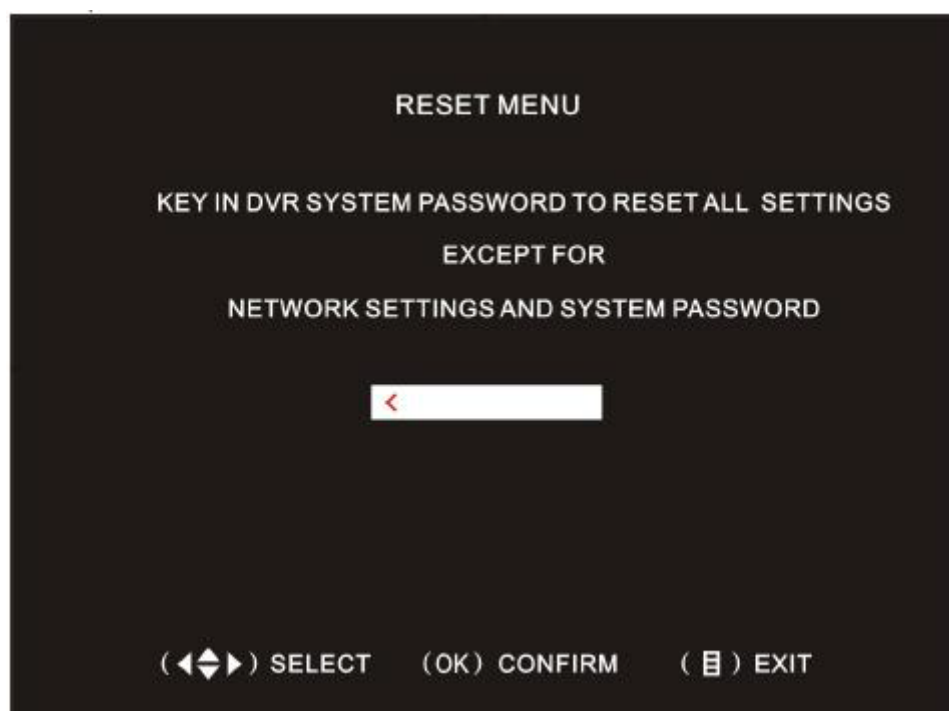 RESET MENU
KEY IN DVR SYSTEM PASSWORD TO RESET ALL SETTINGS
EXCEPT FOR
NETWORK SETTINGS AND SYSTEM PASSWORD
<
(◀♦▶) SELECT (OK) CONFIRM ( ) EXIT